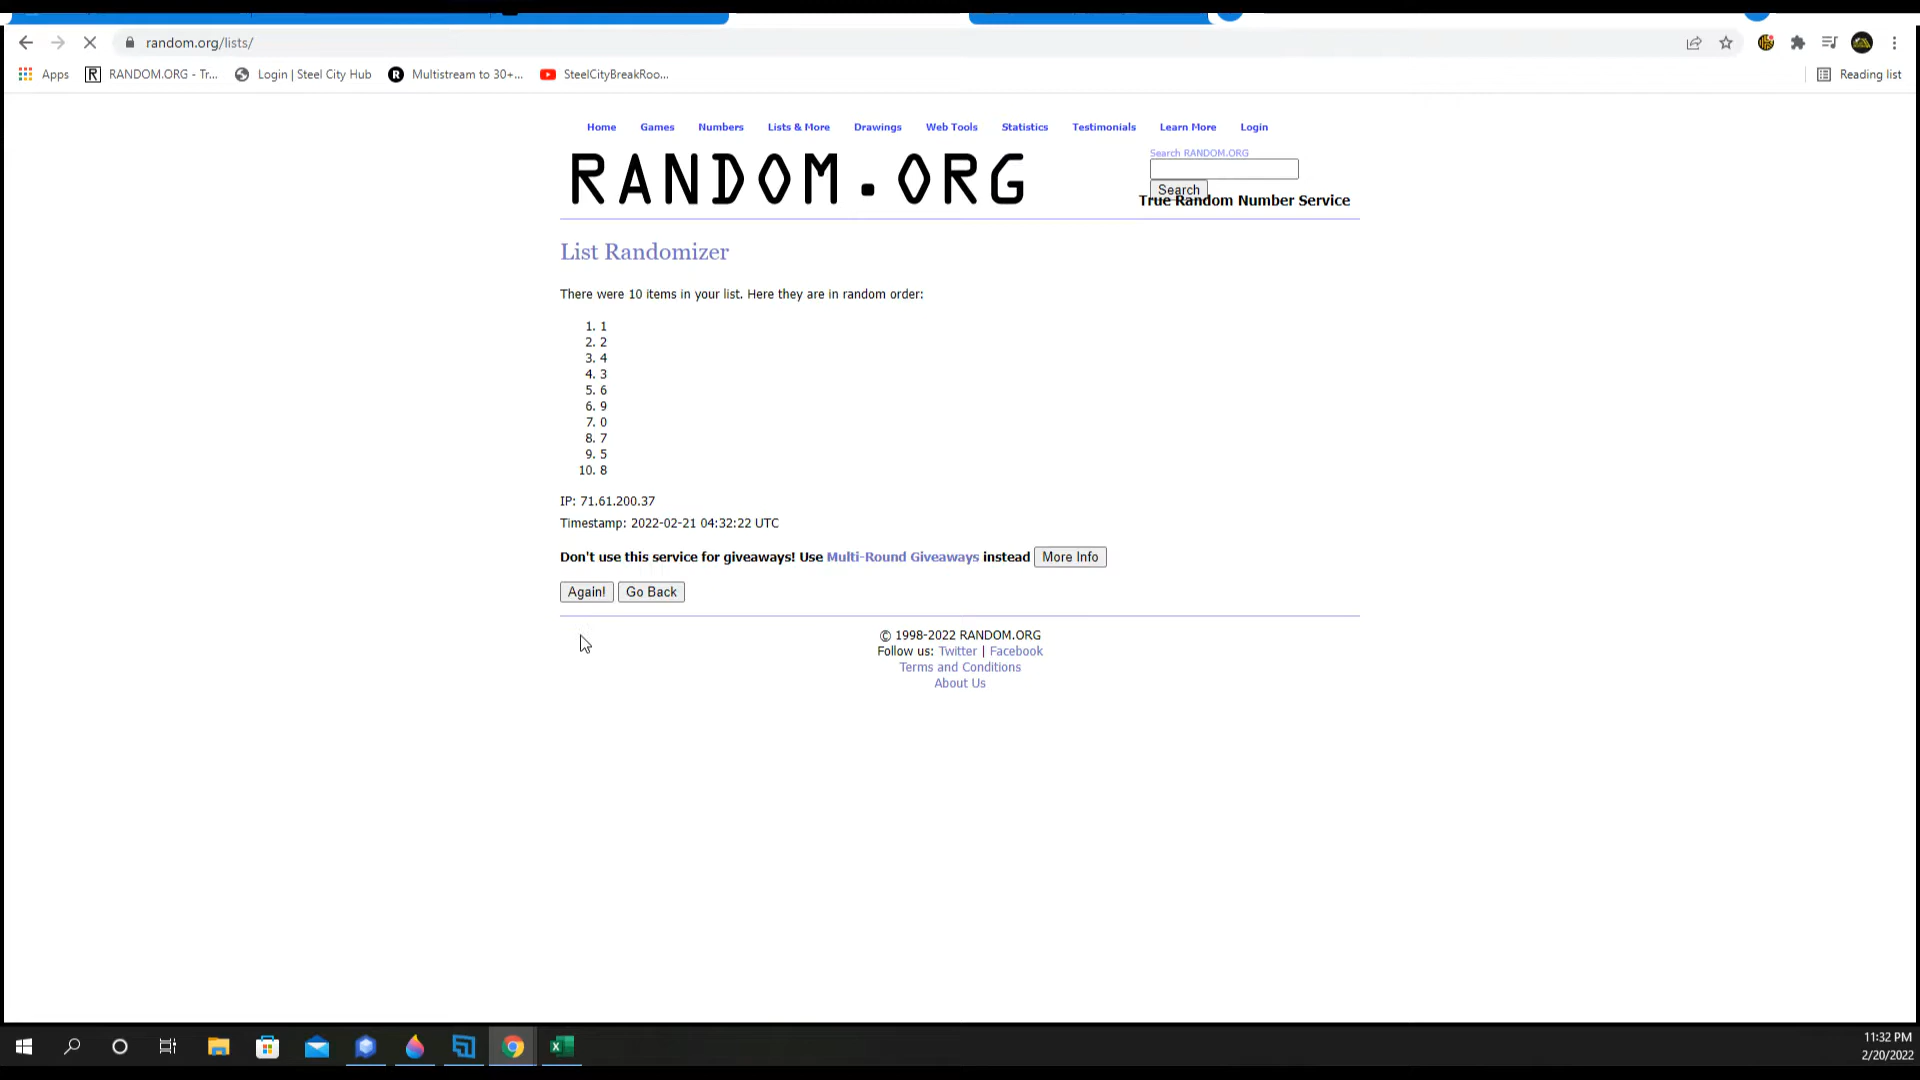 random.org/lists/
Apps RANDOM.ORG - Tr... Login | Steel City Hub Multistream to 30+... SteelCityBreakRoo... Reading list
Home Games Numbers Lists & More Drawings Web Tools Statistics Testimonials Learn More Login
RANDOM.ORG
Search RANDOM.ORG
Search
True Random Number Service
List Randomizer
There were 10 items in your list. Here they are in random order:
1. 1
2. 2
3. 4
4. 3
5. 6
6. 9
7. 0
8. 7
9. 5
10. 8
IP: 71.61.200.37
Timestamp: 2022-02-21 04:32:22 UTC
Don't use this service for giveaways! Use Multi-Round Giveaways instead More Info
Again! Go Back
© 1998-2022 RANDOM.ORG
Follow us: Twitter | Facebook
Terms and Conditions
About Us
11:32 PM
2/20/2022